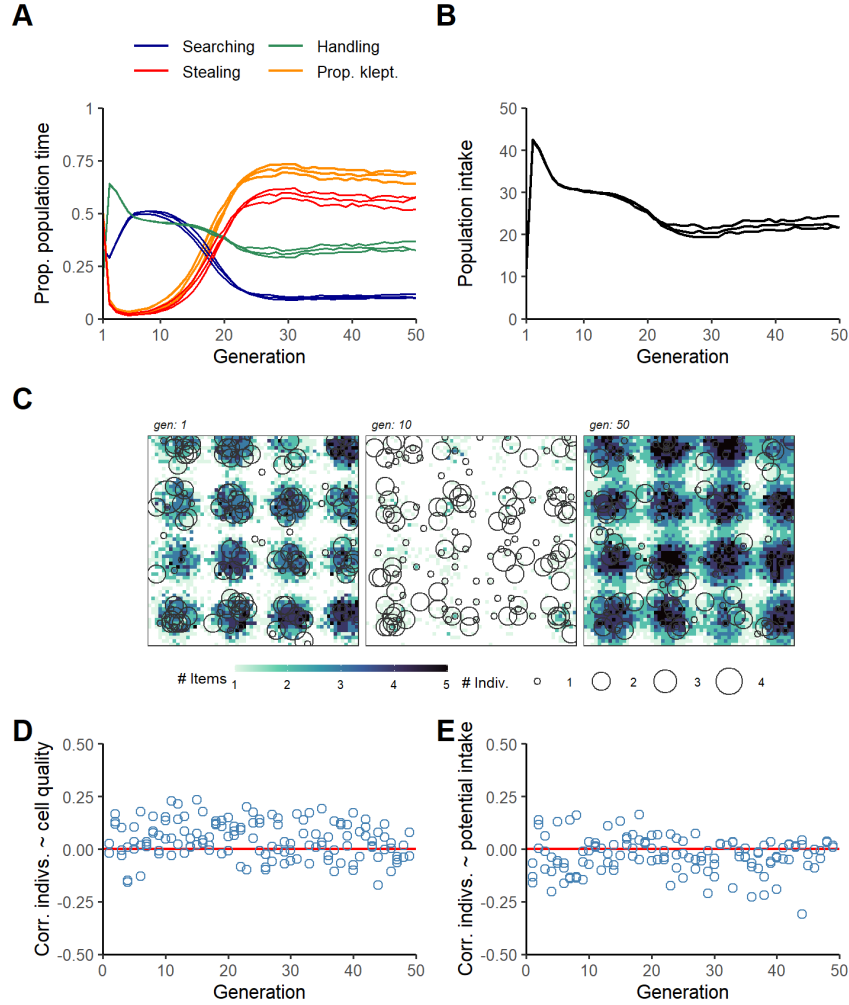 A
Searching
Handling
Stealing
Prop. klept.
Prop. population time
1
0.75
0.5
0.25
0
1
10
20
30
40
50
Generation
B
Population intake
50
40
30
20
10
0
1
10
20
30
40
50
Generation
C
gen: 1
gen: 10
gen: 50
# Items
1
2
3
4
5
# Indiv.
1
2
3
4
D
Corr. indivs. ~ cell quality
0.50
0.25
0.00
-0.25
-0.50
0
10
20
30
40
50
Generation
E
Corr. indivs. ~ potential intake
0.50
0.25
0.00
-0.25
-0.50
0
10
20
30
40
50
Generation